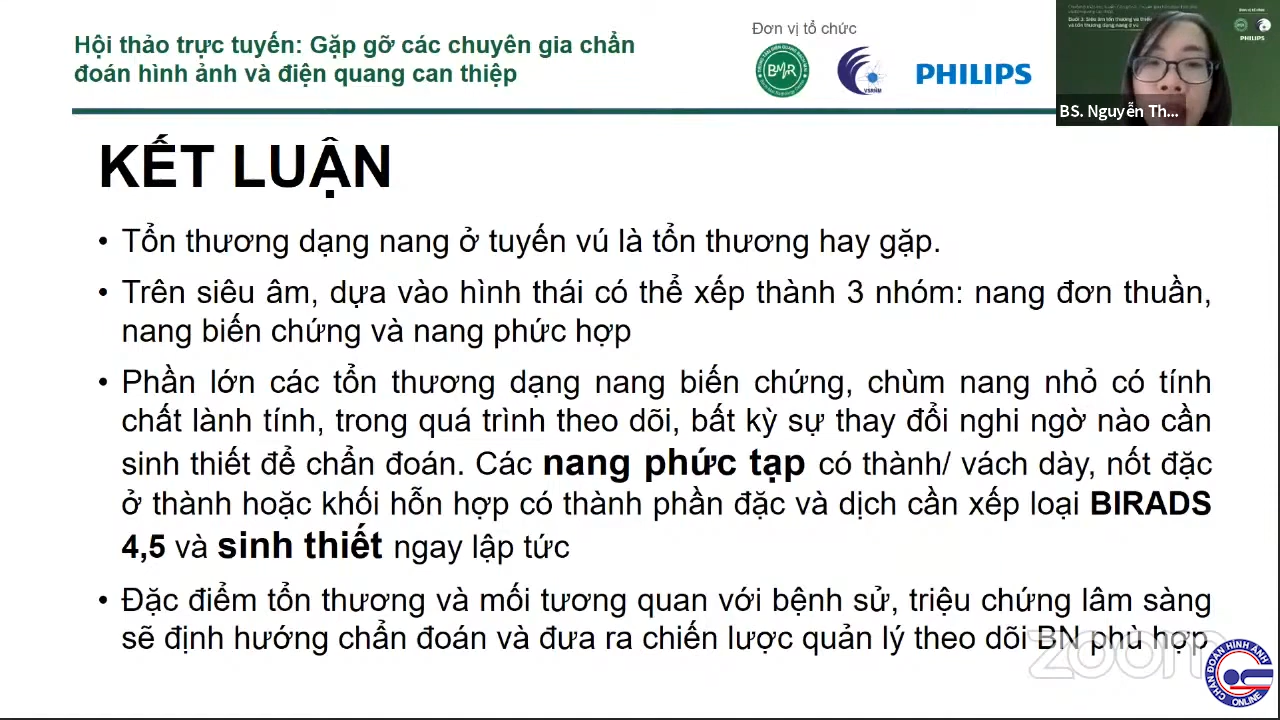 Hội thảo trực tuyến: Gặp gỡ các chuyên gia chẩn
đoán hình ảnh và điện quang can thiệp
Đơn vị tổ chức
BMR
VSRNM
PHILIPS
PHILIPS
BS. Nguyễn Th...
KẾT LUẬN
• Tổn thương dạng nang ở tuyến vú là tổn thương hay gặp.
• Trên siêu âm, dựa vào hình thái có thể xếp thành 3 nhóm: nang đơn thuần,
nang biến chứng và nang phức hợp
• Phần lớn các tổn thương dạng nang biến chứng, chùm nang nhỏ có tính
chất lành tính, trong quá trình theo dõi, bất kỳ sự thay đổi nghi ngờ nào cần
sinh thiết để chẩn đoán. Các nang phức tạp có thành/ vách dày, nốt đặc
ở thành hoặc khối hỗn hợp có thành phần đặc và dịch cần xếp loại BIRADS
4,5 và sinh thiết ngay lập tức
• Đặc điểm tổn thương và mối tương quan với bệnh sử, triệu chứng lâm sàng
sẽ định hướng chẩn đoán và đưa ra chiến lược quản lý theo dõi BN phù hợp
zoom
CHẨN ĐOÁN HÌNH ẢNH
ONLINE